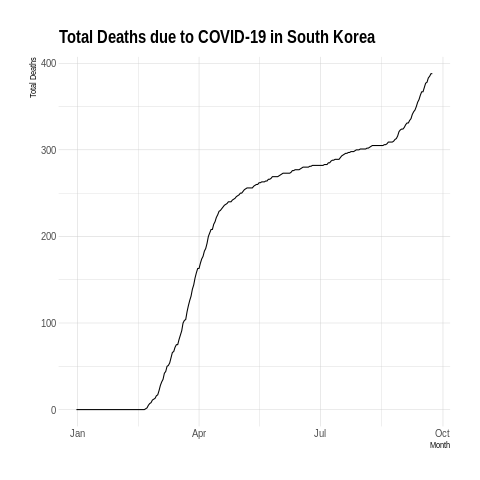 Total Deaths due to COVID-19 in South Korea
Total Deaths
400
300
200
100
0
Jan Apr Jul Oct
Month